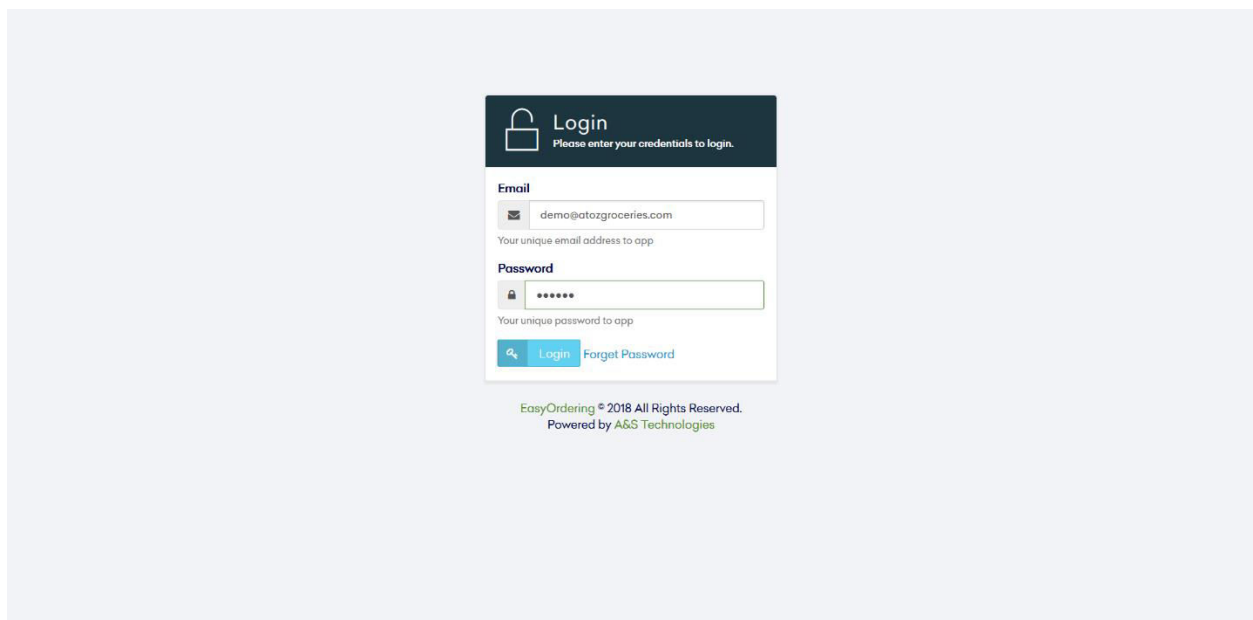 Login
Please enter your credentials to login.
Email
demo@atozgroceries.com
Your unique email address to app
Password
••••••
Your unique password to app
Login Forget Password
EasyOrdering © 2018 All Rights Reserved.
Powered by A&S Technologies